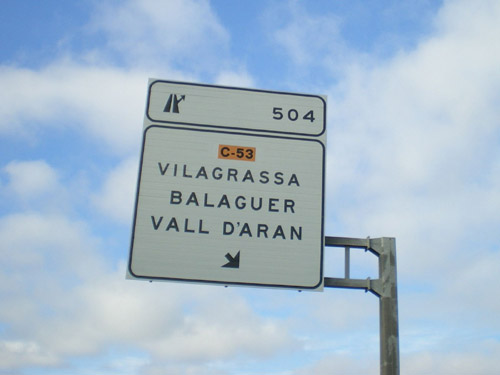 504
C-53
VILAGRASSA
BALAGUER
VALL D'ARAN